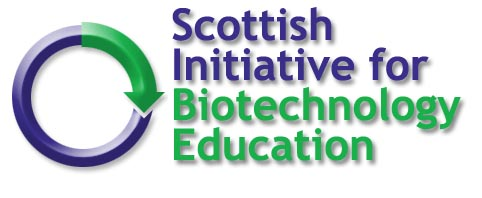 Scottish
Initiative for
Biotechnology
Education